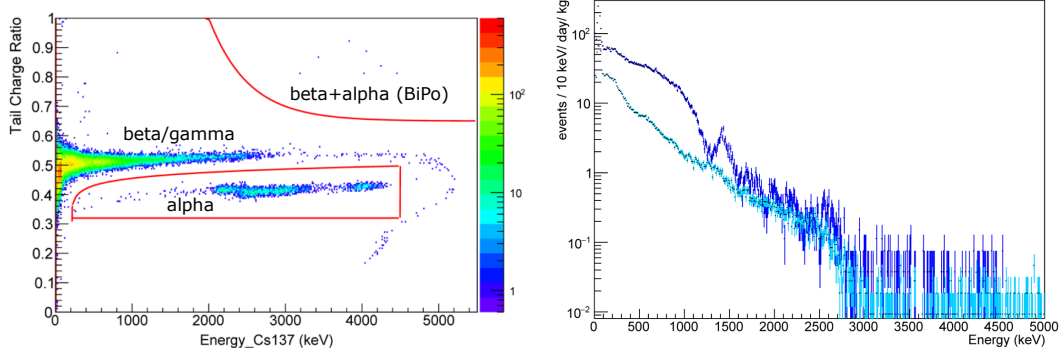 Tail Charge Ratio
1
0.9
0.8
0.7
0.6
0.5
0.4
0.3
0.2
0.1
0
beta+alpha (BiPo)
beta/gamma
alpha
0 1000 2000 3000 4000 5000
Energy_Cs137 (keV)
10²
10
1
events / 10 keV/ day/ kg
10²
10
1
10⁻¹
10⁻²
0 500 1000 1500 2000 2500 3000 3500 4000 4500 5000
Energy (keV)